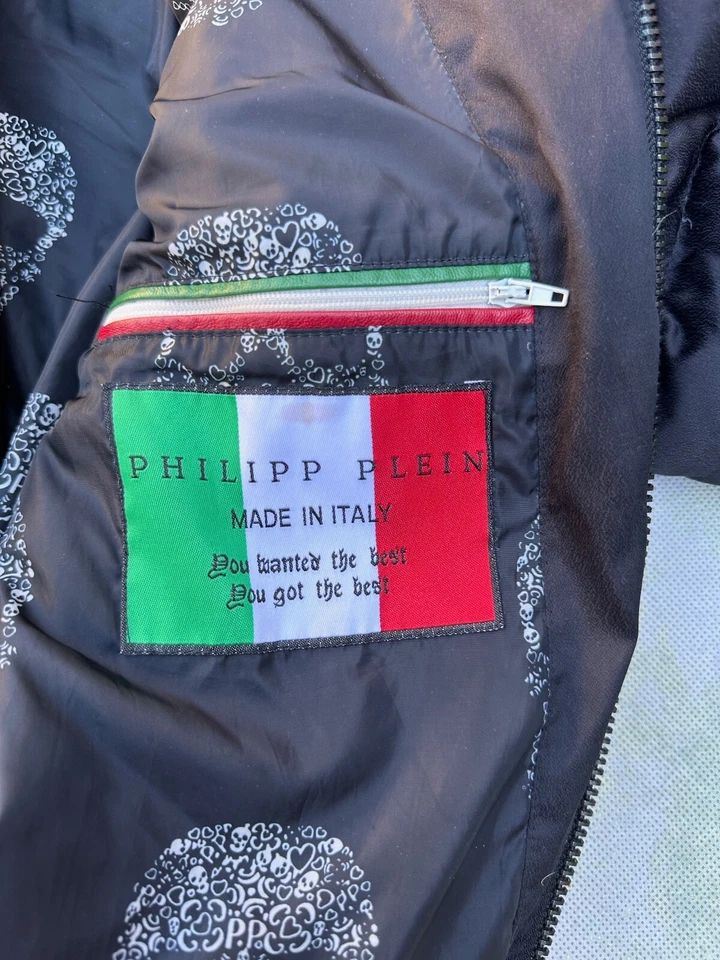 PHILIPP PLEIN
MADE IN ITALY
You wanted the best
You got the best
P.P